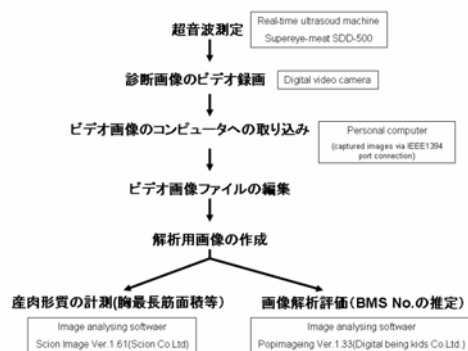 超音波測定
Real-time ultrasoud machine
Supereye-meat SDD-500
診断画像のビデオ録画
Digital video camera
ビデオ画像のコンピュータへの取り込み
Personal computer
(captured images via IEEE1394
port connection)
ビデオ画像ファイルの編集
解析用画像の作成
産肉形質の計測(胸最長筋面積等)
画像解析評価(BMS No.の推定)
Image analysing softwaer
Scion Image Ver.1.61(Scion Co.Ltd)
Image analysing softwaer
Popimageing Ver.1.33(Digital being kids Co.Ltd.)